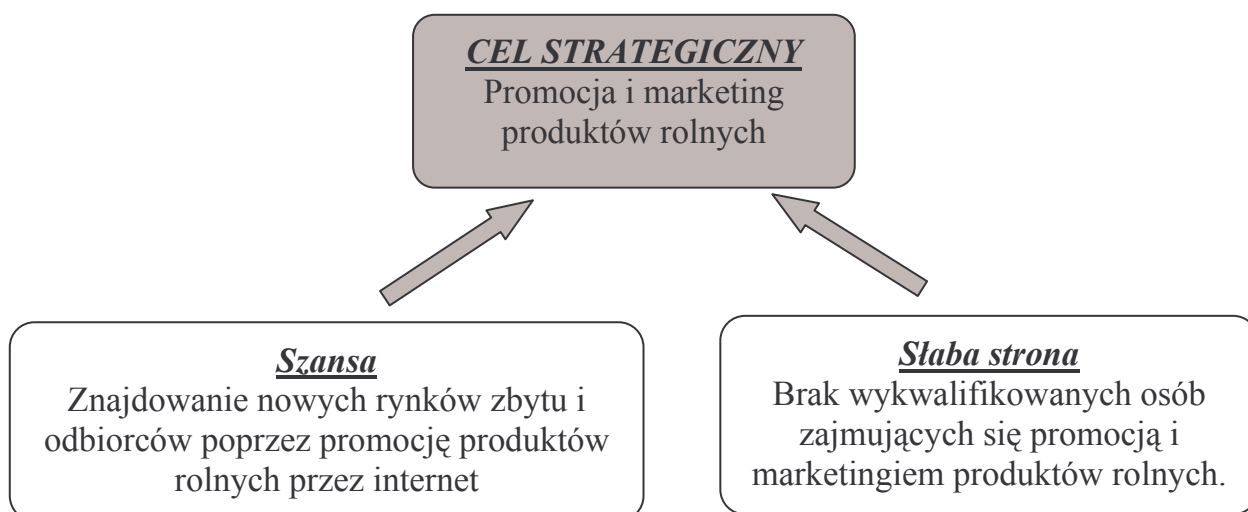 CEL STRATEGICZNY
Promocja i marketing
produktów rolnych
Szansa
Znajdowanie nowych rynków zbytu i
odbiorców poprzez promocję produktów
rolnych przez internet
Słaba strona
Brak wykwalifikowanych osób
zajmujących się promocją i
marketingiem produktów rolnych.